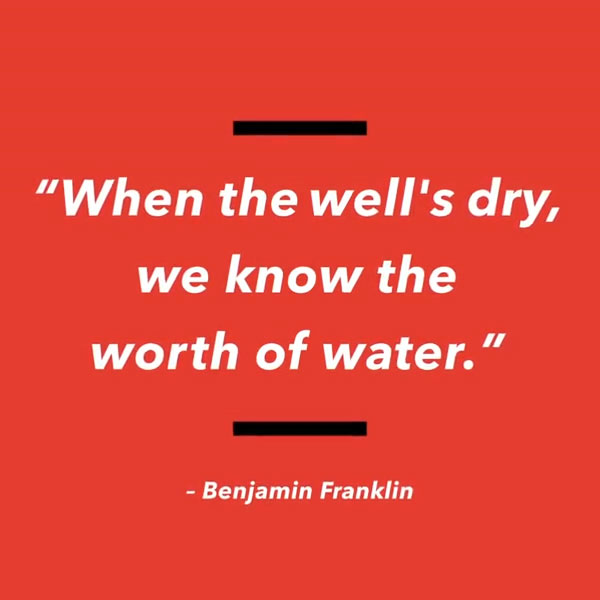 “When the well's dry,
we know the
worth of water.”
– Benjamin Franklin